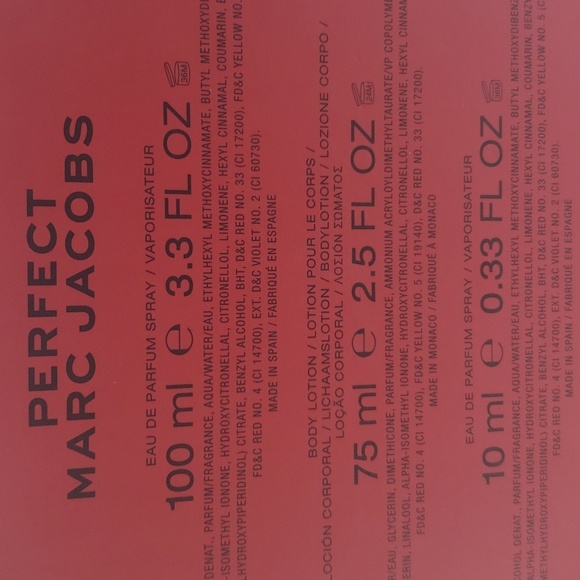 PERFECT
MARC JACOBS
EAU DE PARFUM SPRAY / VAPORISATEUR
100 ml e 3.3 FL OZ 36M
DENAT., PARFUM/FRAGRANCE, AQUA/WATER/EAU, ETHYLHEXYL METHOXYCINNAMATE, BUTYL
-ISOMETHYL IONONE, HYDROXYCITRONELLAL, CITRONELLOL, LIMONENE, HEXYL CINNAMAL, COUMARIN,
CITRATE, BENZYL ALCOHOL, BHT, D&C RED NO. 33 (CI 17200), FD&C YELLOW NO.
FD&C RED NO. 4 (CI 14700), EXT. D&C VIOLET NO. 2 (CI 60730).
MADE IN SPAIN / FABRIQUÉ EN ESPAGNE
BODY LOTION / LOTION POUR LE CORPS /
LOCIÓN CORPORAL / LICHAAMSLOTION / BODYLOTION / LOZIONE CORPO /
LOÇÃO CORPORAL / ΛΟΣΙΟΝ ΣΩΜΑΤΟΣ
75 ml e 2.5 FL OZ 24M
R/EAU, GLYCERIN, DIMETHICONE, PARFUM/FRAGRANCE, AMMONIUM ACRYLOYLDIMETHYLTAURATE/VP
ERIN, LINALOOL, ALPHA-ISOMETHYL IONONE, HYDROXYCITRONELLAL, CITRONELLOL, LIMONENE, HEXYL
FD&C RED NO. 4 (CI 14700), FD&C YELLOW NO. 5 (CI 19140), D&C RED NO. 33 (CI 17200).
MADE IN MONACO / FABRIQUÉ À MONACO
EAU DE PARFUM SPRAY / VAPORISATEUR
10 ml e 0.33 FL OZ 36M
OHOL DENAT., PARFUM/FRAGRANCE, AQUA/WATER/EAU, ETHYLHEXYL METHOXYCINNAMATE, BUTYL
ALPHA-ISOMETHYL IONONE, HYDROXYCITRONELLAL, CITRONELLOL, LIMONENE, HEXYL CINNAMAL, COUMARIN,
CITRATE, BENZYL ALCOHOL, BHT, D&C RED NO. 33 (CI 17200), FD&C YELLOW NO. 5
FD&C RED NO. 4 (CI 14700), EXT. D&C VIOLET NO. 2 (CI 60730).
MADE IN SPAIN / FABRIQUÉ EN ESPAGNE